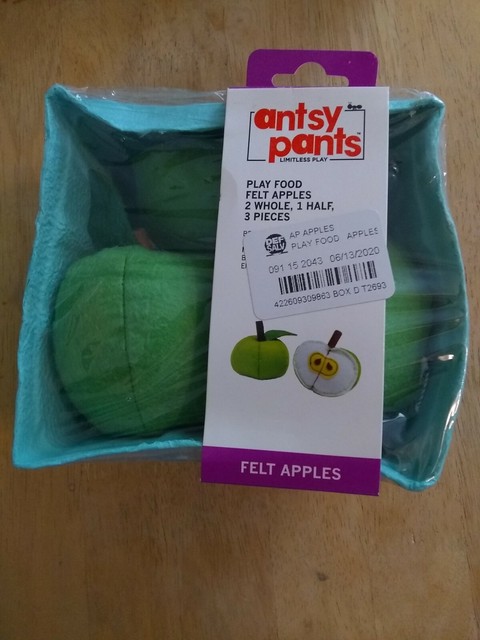 antsy
pants™
LIMITLESS PLAY
PLAY FOOD
FELT APPLES
2 WHOLE, 1 HALF,
3 PIECES
AP APPLES
PLAY FOOD APPLES
091 15 2043 06/13/2020
422609309863 BOX D T2693
FELT APPLES